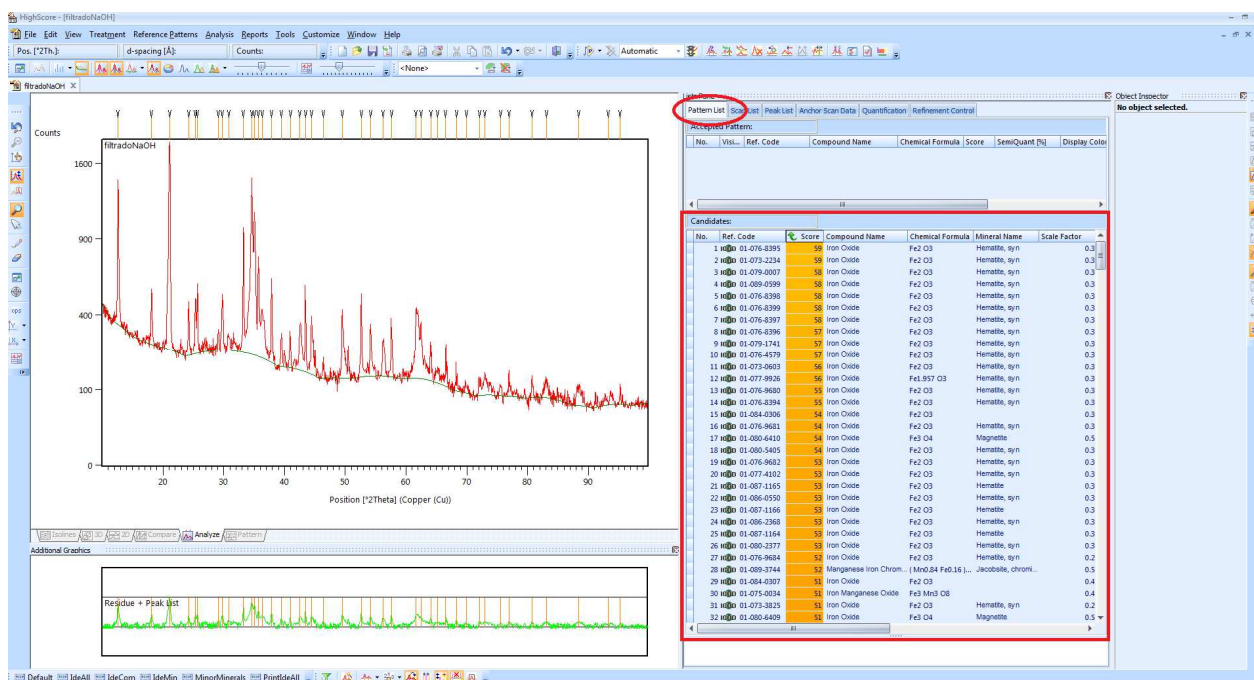 HighScore - [filtradoNaOH]
File Edit View Treatment Reference Patterns Analysis Reports Tools Customize Window Help
Pos. [°2Th.]: d-spacing [Å]: Counts: Automatic
<None>
filtradoNaOH X
Counts
filtradoNaOH
1600
900
400
100
0
20 30 40 50 60 70 80 90
Position [°2Theta] (Copper (Cu))
Isolines 3D 2D Compare Analyze Pattern
Additional Graphics
Residue + Peak List
Pattern List Scan List Peak List Anchor Scan Data Quantification Refinement Control
Accepted Pattern:
No. Visi... Ref. Code Compound Name Chemical Formula Score SemiQuant [%] Display Color
Candidates:
No. Ref. Code Score Compound Name Chemical Formula Mineral Name Scale Factor
1 01-076-8395 59 Iron Oxide Fe2 O3 Hematite, syn 0.3
2 01-073-2234 59 Iron Oxide Fe2 O3 Hematite, syn 0.3
3 01-079-0007 58 Iron Oxide Fe2 O3 Hematite, syn 0.3
4 01-089-0599 58 Iron Oxide Fe2 O3 Hematite, syn 0.3
5 01-076-8398 58 Iron Oxide Fe2 O3 Hematite, syn 0.3
6 01-076-8399 58 Iron Oxide Fe2 O3 Hematite, syn 0.3
7 01-076-8397 58 Iron Oxide Fe2 O3 Hematite, syn 0.3
8 01-076-8396 57 Iron Oxide Fe2 O3 Hematite, syn 0.3
9 01-079-1741 57 Iron Oxide Fe2 O3 Hematite, syn 0.3
10 01-076-4579 57 Iron Oxide Fe2 O3 Hematite, syn 0.3
11 01-073-0603 56 Iron Oxide Fe2 O3 Hematite, syn 0.3
12 01-077-9926 56 Iron Oxide Fe1.957 O3 Hematite, syn 0.3
13 01-076-9680 55 Iron Oxide Fe2 O3 Hematite, syn 0.3
14 01-076-8394 55 Iron Oxide Fe2 O3 Hematite, syn 0.3
15 01-084-0306 54 Iron Oxide Fe2 O3 0.3
16 01-076-9681 54 Iron Oxide Fe2 O3 Hematite, syn 0.3
17 01-080-6410 54 Iron Oxide Fe3 O4 Magnetite 0.5
18 01-080-5405 54 Iron Oxide Fe2 O3 Hematite, syn 0.3
19 01-076-9682 53 Iron Oxide Fe2 O3 Hematite, syn 0.3
20 01-077-4102 53 Iron Oxide Fe2 O3 Hematite, syn 0.3
21 01-087-1165 53 Iron Oxide Fe2 O3 Hematite 0.3
22 01-086-0550 53 Iron Oxide Fe2 O3 Hematite, syn 0.3
23 01-087-1166 53 Iron Oxide Fe2 O3 Hematite 0.3
24 01-086-2368 53 Iron Oxide Fe2 O3 Hematite, syn 0.3
25 01-087-1164 53 Iron Oxide Fe2 O3 Hematite 0.3
26 01-080-2377 53 Iron Oxide Fe2 O3 Hematite, syn 0.3
27 01-076-9684 52 Iron Oxide Fe2 O3 Hematite, syn 0.2
28 01-089-3744 52 Manganese Iron Chrom... ( Mn0.84 Fe0.16 )... Jacobsite, chromi... 0.5
29 01-084-0307 51 Iron Oxide Fe2 O3 0.4
30 01-075-0034 51 Iron Manganese Oxide Fe3 Mn3 O8 0.4
31 01-073-3825 51 Iron Oxide Fe2 O3 Hematite, syn 0.2
32 01-080-6409 51 Iron Oxide Fe3 O4 Magnetite 0.5
Object Inspector
No object selected.
Default IdeAll IdeCom IdeMin MinorMinerals PrintIdeAll